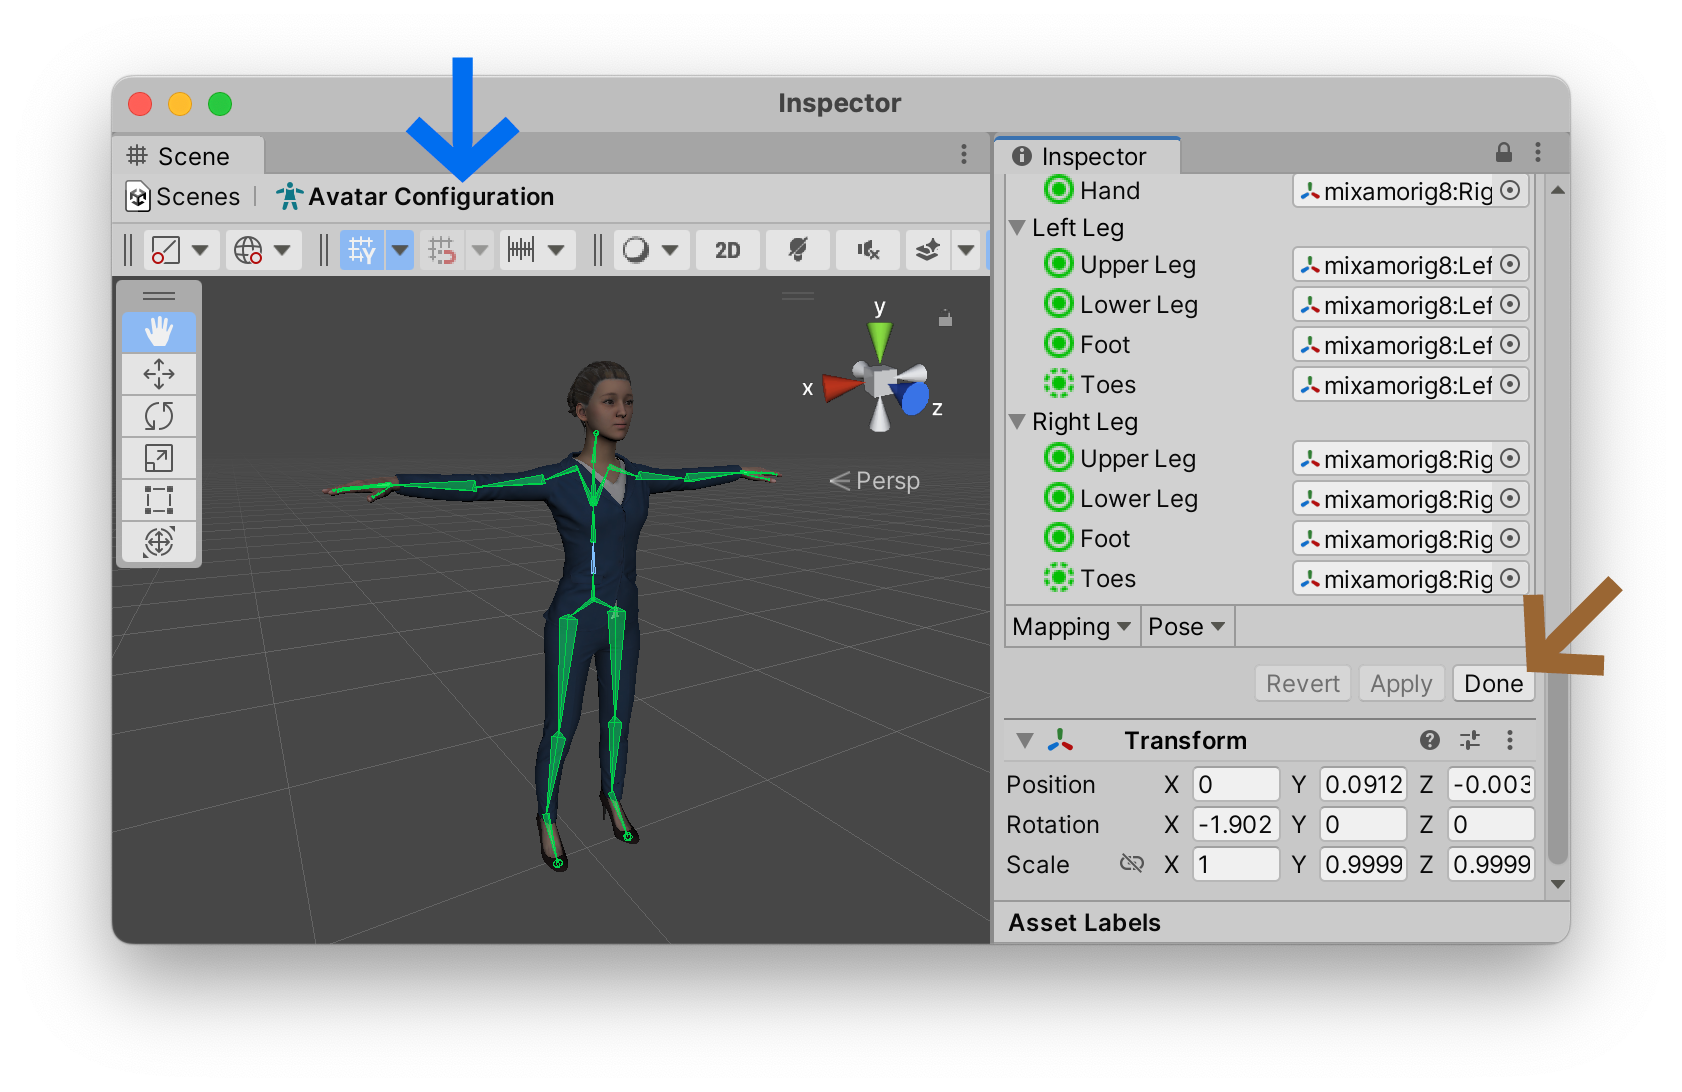 Inspector
Scene
Scenes | Avatar Configuration
2D
y
x
z
Persp
Inspector
Hand mixamorig8:Rig
Left Leg
Upper Leg mixamorig8:Lef
Lower Leg mixamorig8:Lef
Foot mixamorig8:Lef
Toes mixamorig8:Lef
Right Leg
Upper Leg mixamorig8:Rig
Lower Leg mixamorig8:Rig
Foot mixamorig8:Rig
Toes mixamorig8:Rig
Mapping Pose
Revert Apply Done
Transform
Position X 0 Y 0.0912 Z -0.003
Rotation X -1.902 Y 0 Z 0
Scale X 1 Y 0.9999 Z 0.9999
Asset Labels